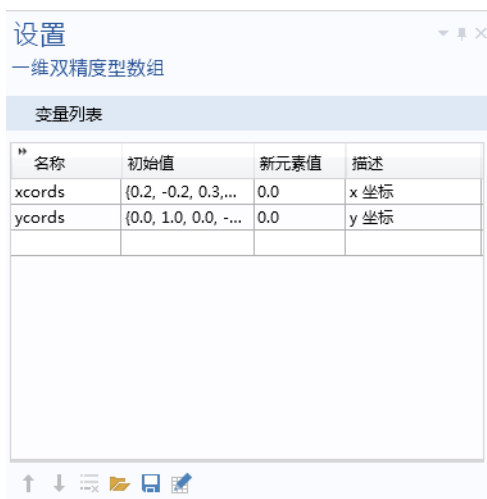 设置
一维双精度型数组
变量列表
名称 初始值 新元素值 描述
xcords {0.2, -0.2, 0.3,... 0.0 x 坐标
ycords {0.0, 1.0, 0.0, -... 0.0 y 坐标